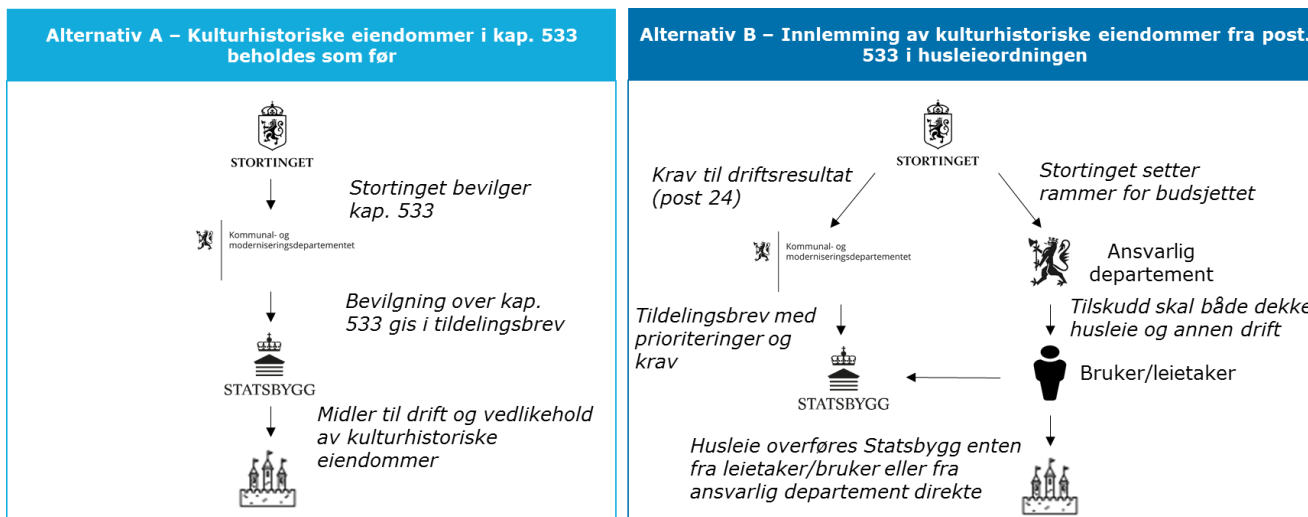 Alternativ A – Kulturhistoriske eiendommer i kap. 533
beholdes som før
STORTINGET
Stortinget bevilger
kap. 533
Kommunal- og
moderniseringsdepartementet
Bevilgning over kap.
533 gis i tildelingsbrev
STATSBYGG
Midler til drift og vedlikehold
av kulturhistoriske
eiendommer
Alternativ B – Innlemming av kulturhistoriske eiendommer fra post.
533 i husleieordningen
STORTINGET
Krav til driftsresultat
(post 24)
Stortinget setter
rammer for budsjettet
Kommunal- og
moderniseringsdepartementet
Ansvarlig
departement
Tildelingsbrev med
prioriteringer og
krav
Tilskudd skal både dekke
husleie og annen drift
STATSBYGG
Bruker/leietaker
Husleie overføres Statsbygg enten
fra leietaker/bruker eller fra
ansvarlig departement direkte